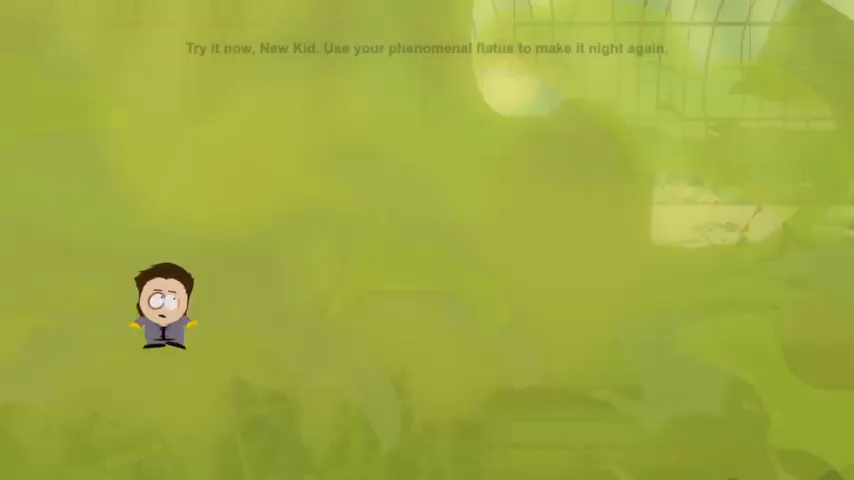 Try it now, New Kid. Use your phenomenal flatus to make it night again.